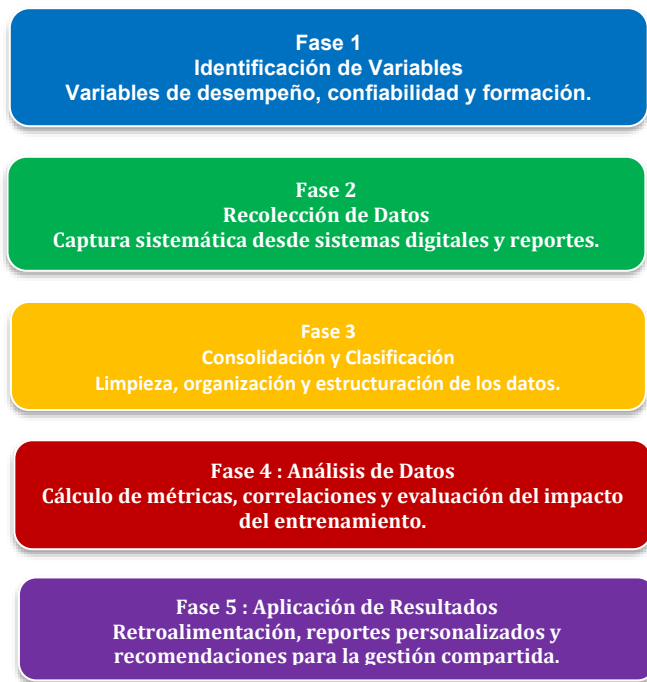 Fase 1
Identificación de Variables
Variables de desempeño, confiabilidad y formación.
Fase 2
Recolección de Datos
Captura sistemática desde sistemas digitales y reportes.
Fase 3
Consolidación y Clasificación
Limpieza, organización y estructuración de los datos.
Fase 4 : Análisis de Datos
Cálculo de métricas, correlaciones y evaluación del impacto
del entrenamiento.
Fase 5 : Aplicación de Resultados
Retroalimentación, reportes personalizados y
recomendaciones para la gestión compartida.